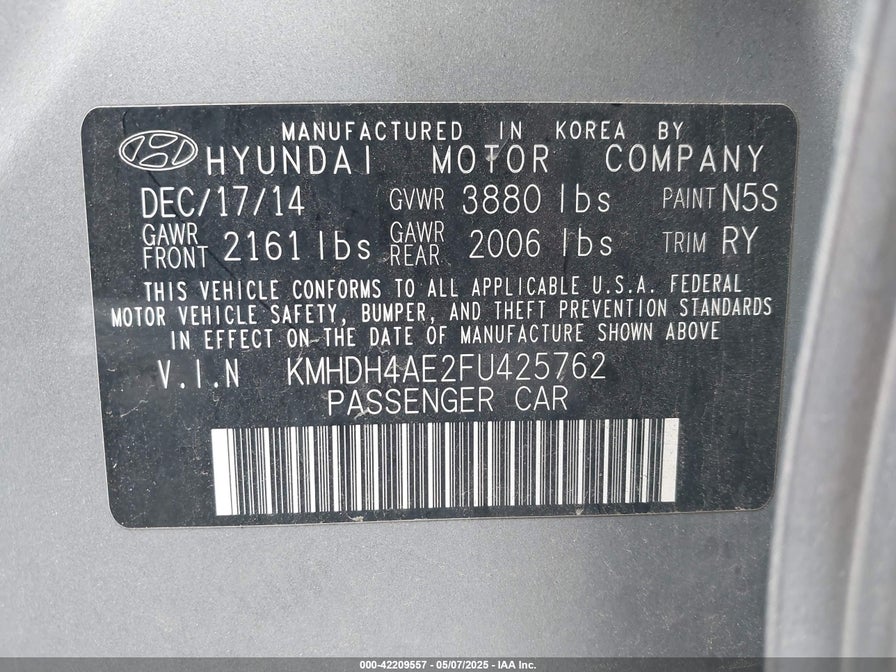 MANUFACTURED IN KOREA BY
HYUNDAI MOTOR COMPANY
DEC/17/14 GVWR 3880 lbs PAINT N5S
GAWR FRONT 2161 lbs GAWR REAR 2006 lbs TRIM RY
THIS VEHICLE CONFORMS TO ALL APPLICABLE U.S.A. FEDERAL
MOTOR VEHICLE SAFETY, BUMPER, AND THEFT PREVENTION STANDARDS
IN EFFECT ON THE DATE OF MANUFACTURE SHOWN ABOVE
V.I.N KMHDH4AE2FU425762
PASSENGER CAR
000-42209557 - 05/07/2025 - IAA Inc.